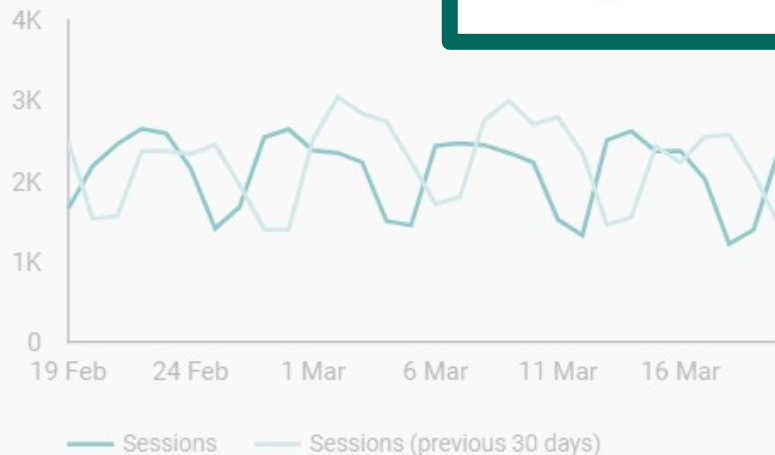 4K
3K
2K
1K
0
19 Feb 24 Feb 1 Mar 6 Mar 11 Mar 16 Mar
Sessions Sessions (previous 30 days)